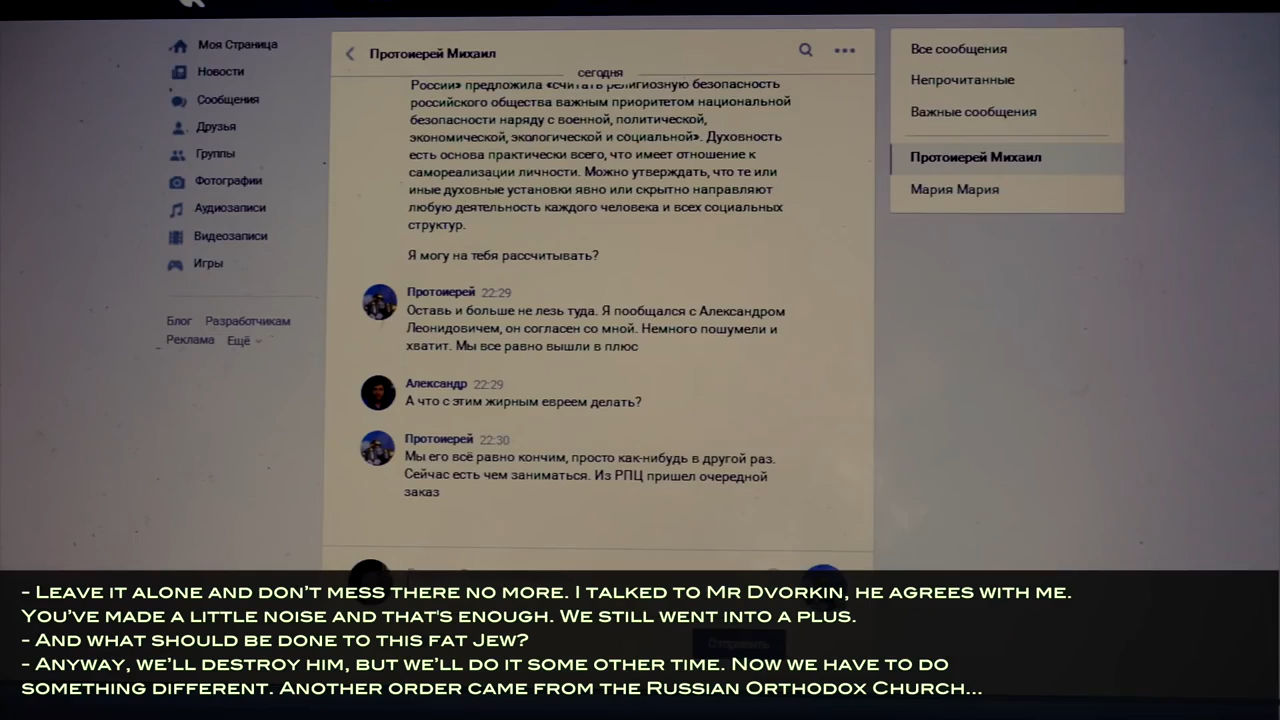 Моя Страница
Новости
Сообщения
Друзья
Группы
Фотографии
Аудиозаписи
Видеозаписи
Игры
Блог Разработчикам
Реклама Ещё
Протоиерей Михаил
сегодня
России» предложила «считать религиозную безопасность
российского общества важным приоритетом национальной
безопасности наряду с военной, политической,
экономической, экологической и социальной». Духовность
есть основа практически всего, что имеет отношение к
самореализации личности. Можно утверждать, что те или
иные духовные установки явно или скрытно направляют
любую деятельность каждого человека и всех социальных
структур.
Я могу на тебя рассчитывать?
Протоиерей 22:29
Оставь и больше не лезь туда. Я пообщался с Александром
Леонидовичем, он согласен со мной. Немного пошумели и
хватит. Мы все равно вышли в плюс
Александр 22:29
А что с этим жирным евреем делать?
Протоиерей 22:30
Мы его всё равно кончим, просто как-нибудь в другой раз.
Сейчас есть чем заниматься. Из РПЦ пришел очередной
заказ
Отправить
Все сообщения
Непрочитанные
Важные сообщения
Протоиерей Михаил
Мария Мария
- Leave it alone and don't mess there no more. I talked to Mr Dvorkin, he agrees with me.
You've made a little noise and that's enough. We still went into a plus.
- And what should be done to this fat Jew?
- Anyway, we'll destroy him, but we'll do it some other time. Now we have to do
something different. Another order came from the Russian Orthodox Church...